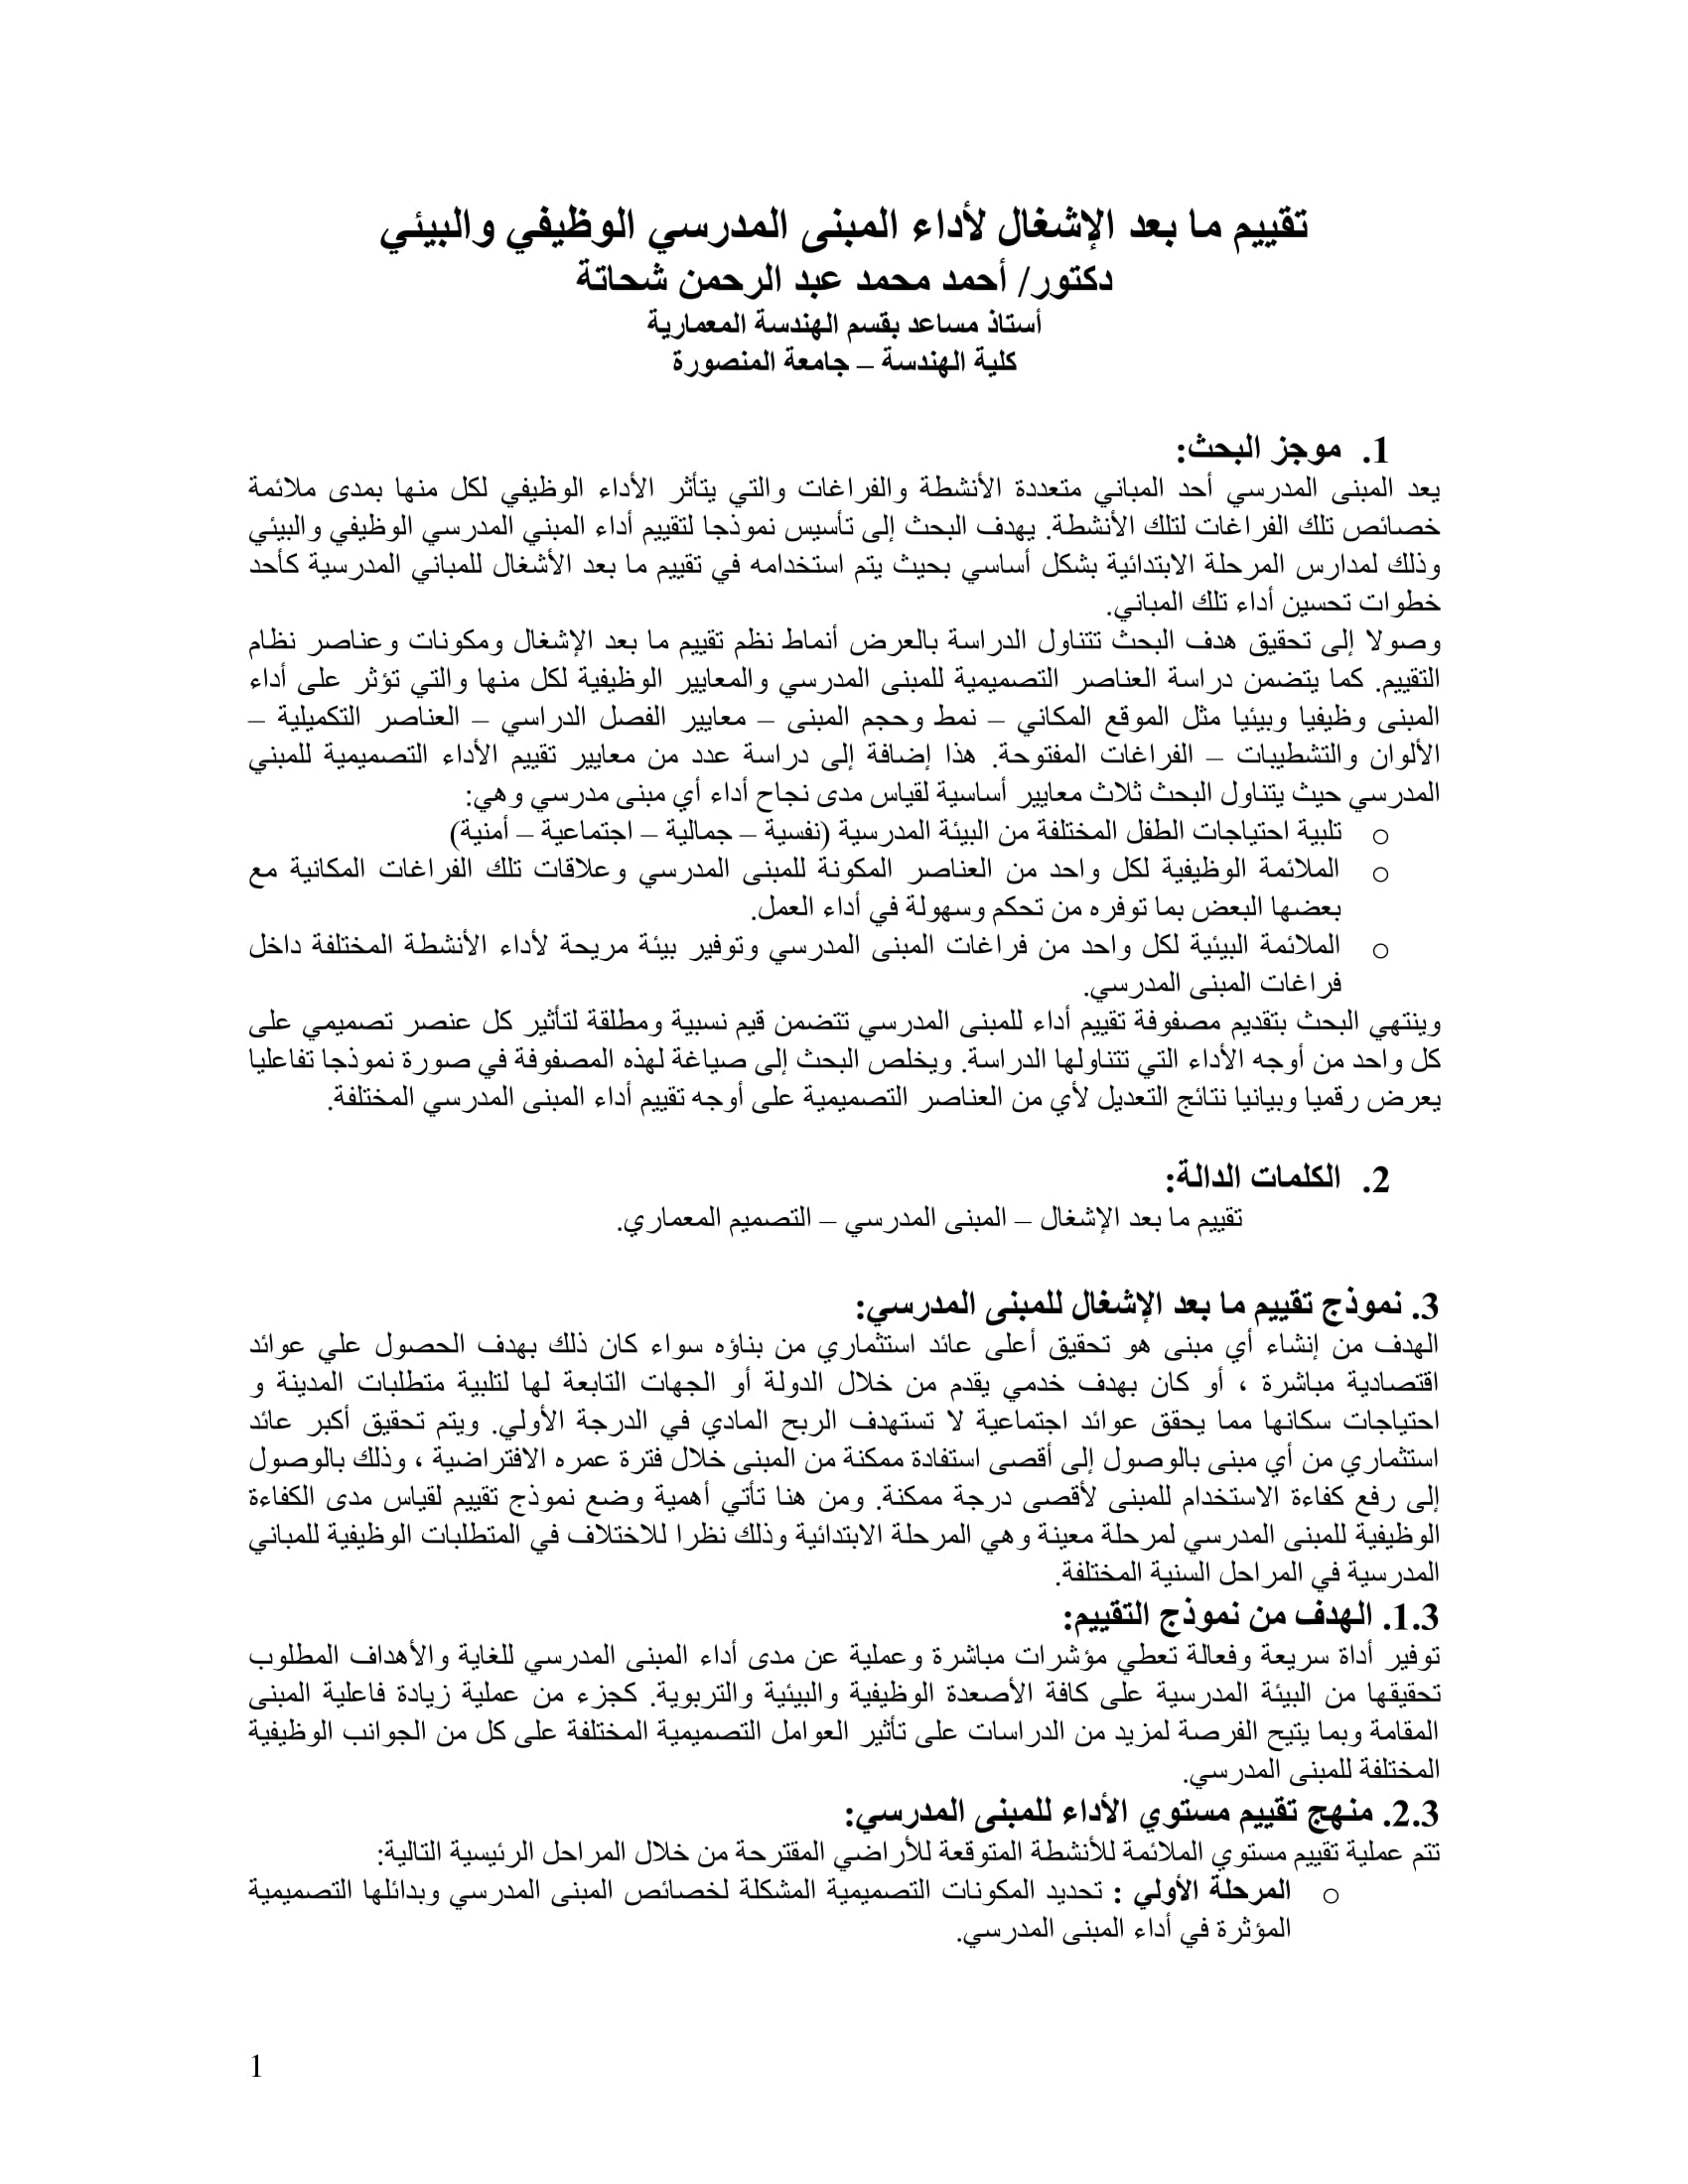 تقييم ما بعد الإشغال لأداء المبنى المدرسي الوظيفي والبيئي
دكتور/ أحمد محمد عبد الرحمن شحاتة
أستاذ مساعد بقسم الهندسة المعمارية
كلية الهندسة – جامعة المنصورة
1. موجز البحث:
يعد المبنى المدرسي أحد المباني متعددة الأنشطة والفراغات والتي يتأثر الأداء الوظيفي لكل منها بمدى ملائمة
خصائص تلك الفراغات لتلك الأنشطة. يهدف البحث إلى تأسيس نموذجا لتقييم أداء المبني المدرسي الوظيفي والبيئي
وذلك لمدارس المرحلة الابتدائية بشكل أساسي بحيث يتم استخدامه في تقييم ما بعد الأشغال للمباني المدرسية كأحد
خطوات تحسين أداء تلك المباني.
وصولا إلى تحقيق هدف البحث تتناول الدراسة بالعرض أنماط نظم تقييم ما بعد الإشغال ومكونات وعناصر نظام
التقييم. كما يتضمن دراسة العناصر التصميمية للمبنى المدرسي والمعايير الوظيفية لكل منها والتي تؤثر على أداء
المبنى وظيفيا وبيئيا مثل الموقع المكاني – نمط وحجم المبنى – معايير الفصل الدراسي – العناصر التكميلية –
الألوان والتشطيبات – الفراغات المفتوحة. هذا إضافة إلى دراسة عدد من معايير تقييم الأداء التصميمية للمبني
المدرسي حيث يتناول البحث ثلاث معايير أساسية لقياس مدى نجاح أداء أي مبنى مدرسي وهي:
o تلبية احتياجات الطفل المختلفة من البيئة المدرسية (نفسية – جمالية – اجتماعية – أمنية)
o الملائمة الوظيفية لكل واحد من العناصر المكونة للمبنى المدرسي وعلاقات تلك الفراغات المكانية مع
بعضها البعض بما توفره من تحكم وسهولة في أداء العمل.
o الملائمة البيئية لكل واحد من فراغات المبنى المدرسي وتوفير بيئة مريحة لأداء الأنشطة المختلفة داخل
فراغات المبنى المدرسي.
وينتهي البحث بتقديم مصفوفة تقييم أداء للمبنى المدرسي تتضمن قيم نسبية ومطلقة لتأثير كل عنصر تصميمي على
كل واحد من أوجه الأداء التي تتناولها الدراسة. ويخلص البحث إلى صياغة لهذه المصفوفة في صورة نموذجا تفاعليا
يعرض رقميا وبيانيا نتائج التعديل لأي من العناصر التصميمية على أوجه تقييم أداء المبنى المدرسي المختلفة.
2. الكلمات الدالة:
تقييم ما بعد الإشغال – المبنى المدرسي – التصميم المعماري.
3. نموذج تقييم ما بعد الإشغال للمبنى المدرسي:
الهدف من إنشاء أي مبنى هو تحقيق أعلى عائد استثماري من بناؤه سواء كان ذلك بهدف الحصول علي عوائد
اقتصادية مباشرة ، أو كان بهدف خدمي يقدم من خلال الدولة أو الجهات التابعة لها لتلبية متطلبات المدينة و
احتياجات سكانها مما يحقق عوائد اجتماعية لا تستهدف الربح المادي في الدرجة الأولي. ويتم تحقيق أكبر عائد
استثماري من أي مبنى بالوصول إلى أقصى استفادة ممكنة من المبنى خلال فترة عمره الافتراضية ، وذلك بالوصول
إلى رفع كفاءة الاستخدام للمبنى لأقصى درجة ممكنة. ومن هنا تأتي أهمية وضع نموذج تقييم لقياس مدى الكفاءة
الوظيفية للمبنى المدرسي لمرحلة معينة وهي المرحلة الابتدائية وذلك نظرا للاختلاف في المتطلبات الوظيفية للمباني
المدرسية في المراحل السنية المختلفة.
1.3. الهدف من نموذج التقييم:
توفير أداة سريعة وفعالة تعطي مؤشرات مباشرة وعملية عن مدى أداء المبنى المدرسي للغاية والأهداف المطلوب
تحقيقها من البيئة المدرسية على كافة الأصعدة الوظيفية والبيئية والتربوية. كجزء من عملية زيادة فاعلية المبنى
المقامة وبما يتيح الفرصة لمزيد من الدراسات على تأثير العوامل التصميمية المختلفة على كل من الجوانب الوظيفية
المختلفة للمبنى المدرسي.
2.3. منهج تقييم مستوي الأداء للمبنى المدرسي:
تتم عملية تقييم مستوي الملائمة للأنشطة المتوقعة للأراضي المقترحة من خلال المراحل الرئيسية التالية:
o المرحلة الأولي : تحديد المكونات التصميمية المشكلة لخصائص المبنى المدرسي وبدائلها التصميمية
المؤثرة في أداء المبنى المدرسي.
1